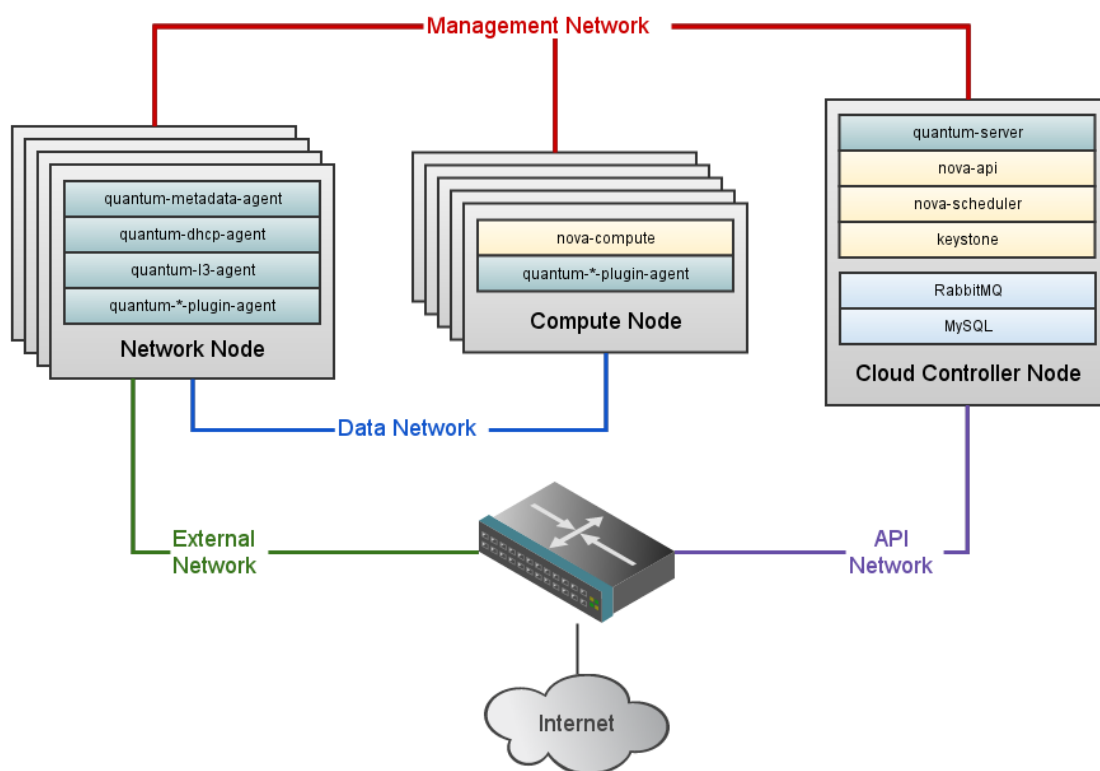 Management Network
quantum-metadata-agent
quantum-dhcp-agent
quantum-l3-agent
quantum-*-plugin-agent
Network Node
nova-compute
quantum-*-plugin-agent
Compute Node
quantum-server
nova-api
nova-scheduler
keystone
RabbitMQ
MySQL
Cloud Controller Node
Data Network
External
Network
API
Network
Internet